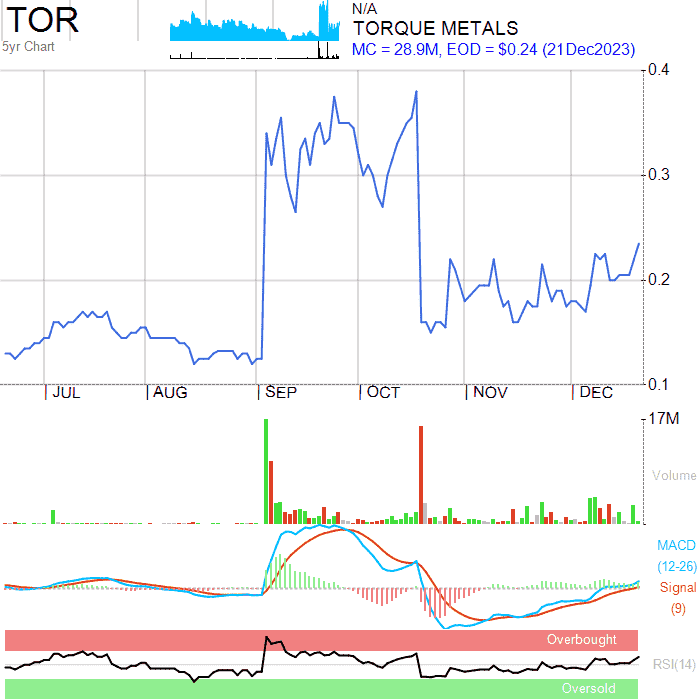 TOR
5yr Chart
N/A
TORQUE METALS
MC = 28.9M, EOD = $0.24 (21Dec2023)
0.4
0.3
0.2
0.1
JUL
AUG
SEP
OCT
NOV
DEC
17M
Volume
MACD
(12-26)
Signal
(9)
Overbought
RSI(14)
Oversold